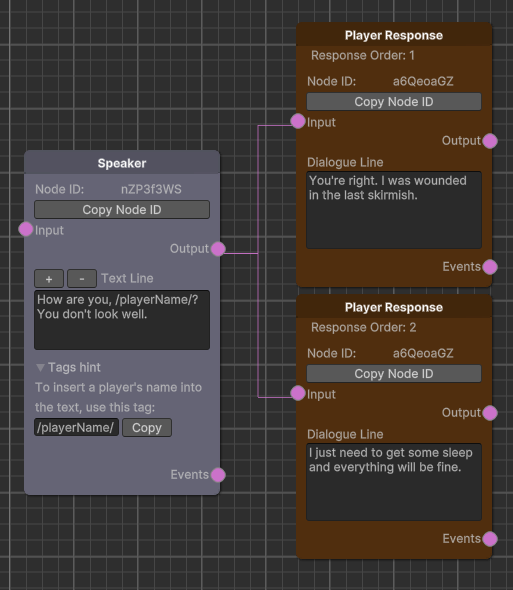 Speaker
Node ID: nZP3f3WS
Copy Node ID
Input
Output
+ - Text Line
How are you, /playerName/?
You don't look well.
▼ Tags hint
To insert a player's name into
the text, use this tag:
/playerName/ Copy
Events
Player Response
Response Order: 1
Node ID: a6QeoaGZ
Copy Node ID
Input
Output
Dialogue Line
You're right. I was wounded
in the last skirmish.
Events
Player Response
Response Order: 2
Node ID: a6QeoaGZ
Copy Node ID
Input
Output
Dialogue Line
I just need to get some sleep
and everything will be fine.
Events